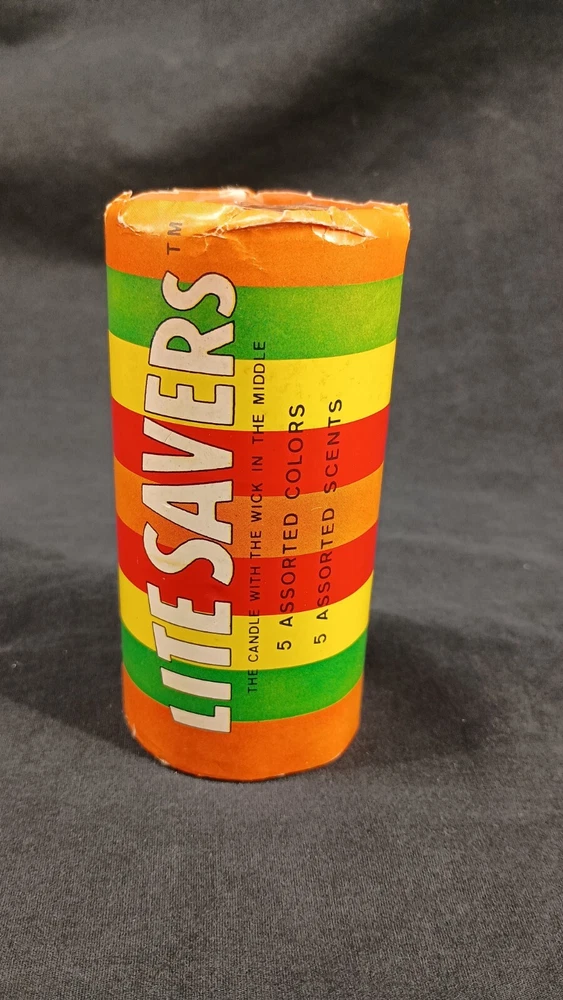 LITE SAVERS TM
THE CANDLE WITH THE WICK IN THE MIDDLE
5 ASSORTED COLORS
5 ASSORTED SCENTS